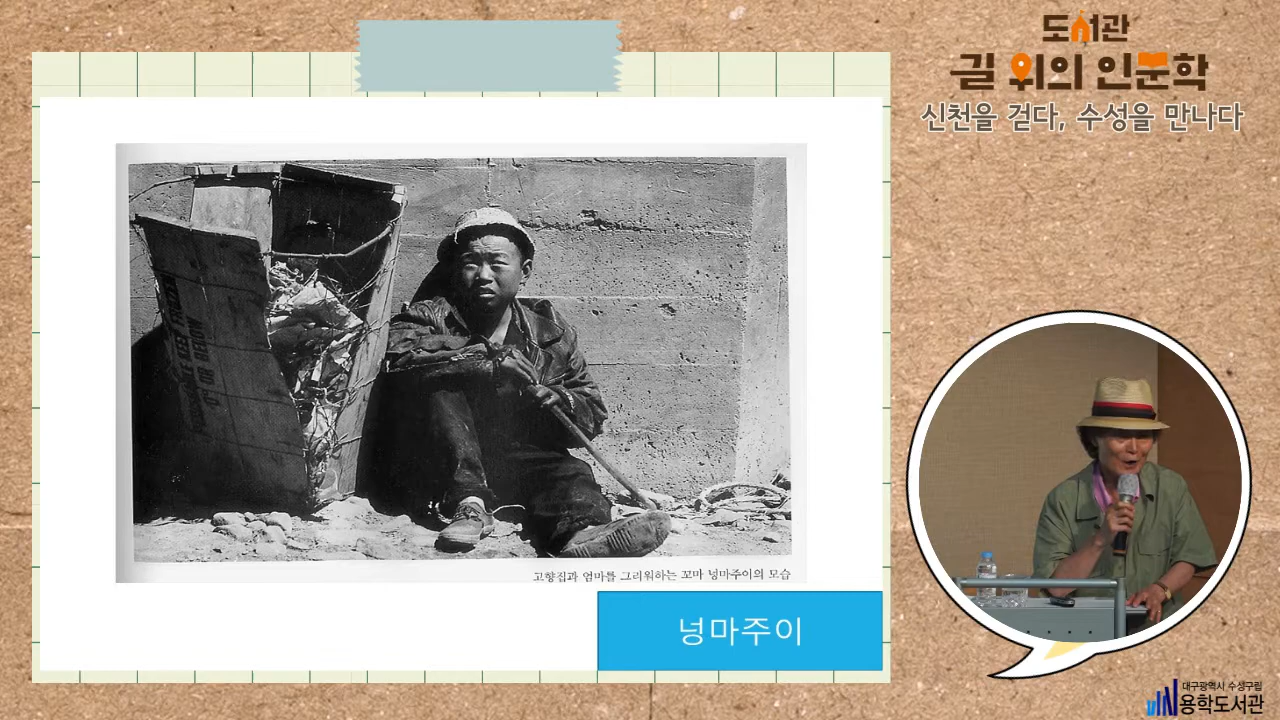 도서관
길 위의 인문학
신천을 걷다, 수성을 만나다
고향집과 엄마를 그리워하는 꼬마 넝마주이의 모습
넝마주이
대구광역시 수성구립
용학도서관